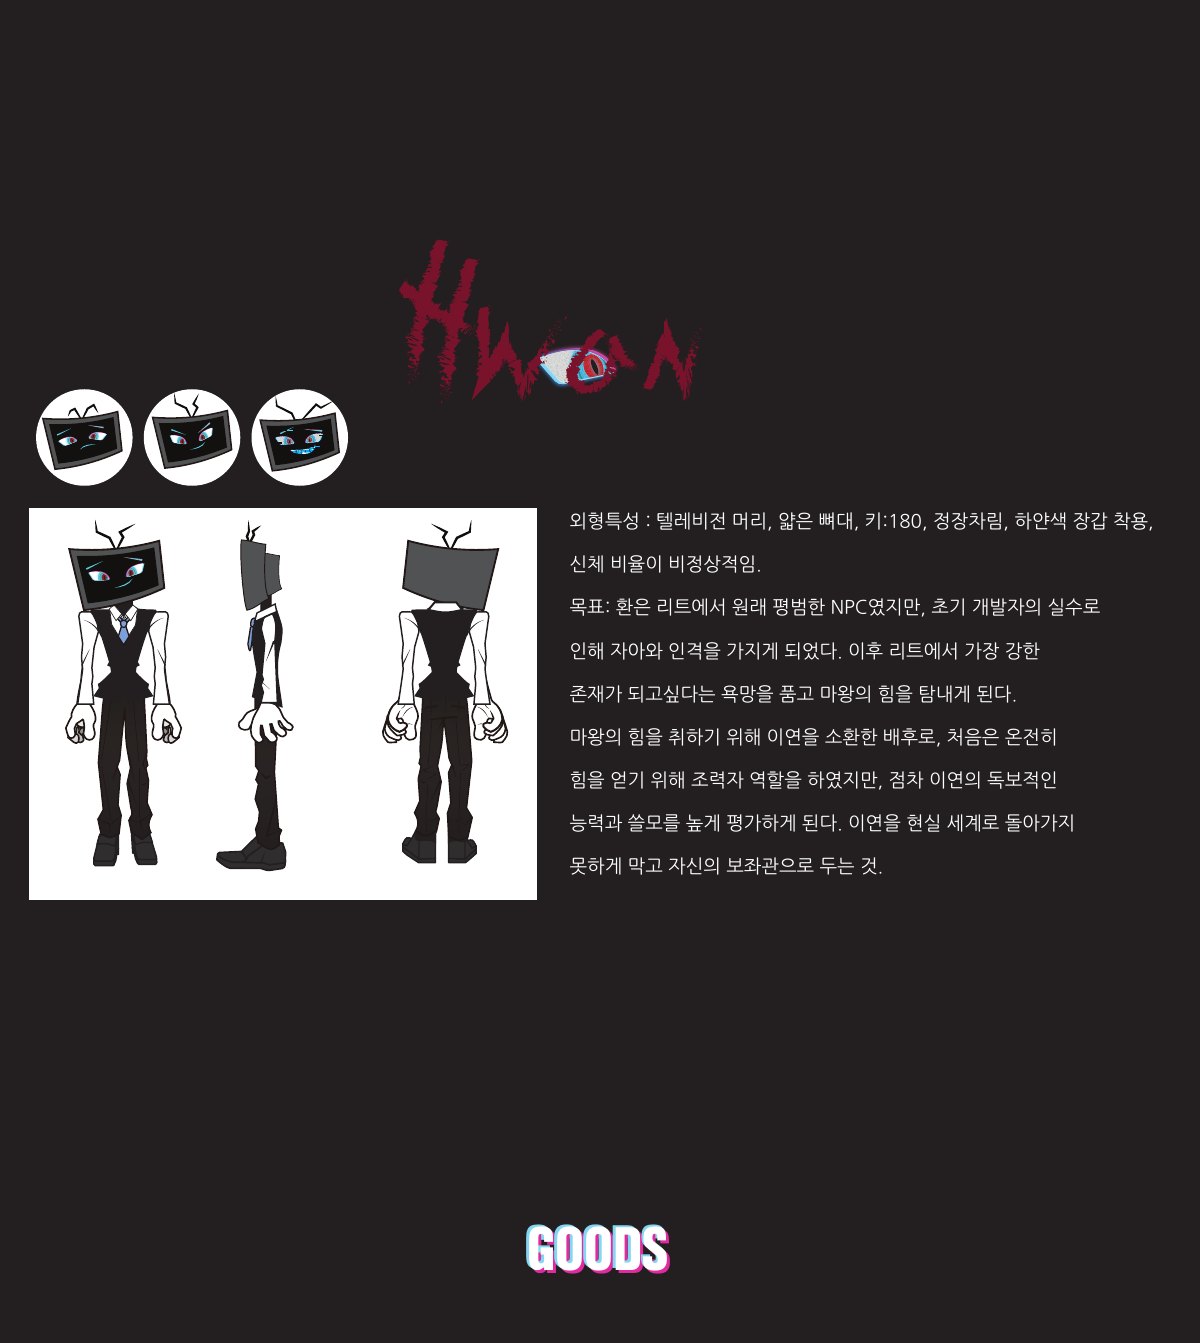 Hwan
외형특성 : 텔레비전 머리, 얇은 뼈대, 키:180, 정장차림, 하얀색 장갑 착용,
신체 비율이 비정상적임.
목표: 환은 리트에서 원래 평범한 NPC였지만, 초기 개발자의 실수로
인해 자아와 인격을 가지게 되었다. 이후 리트에서 가장 강한
존재가 되고싶다는 욕망을 품고 마왕의 힘을 탐내게 된다.
마왕의 힘을 취하기 위해 이연을 소환한 배후로, 처음은 온전히
힘을 얻기 위해 조력자 역할을 하였지만, 점차 이연의 독보적인
능력과 쓸모를 높게 평가하게 된다. 이연을 현실 세계로 돌아가지
못하게 막고 자신의 보좌관으로 두는 것.
GOODS